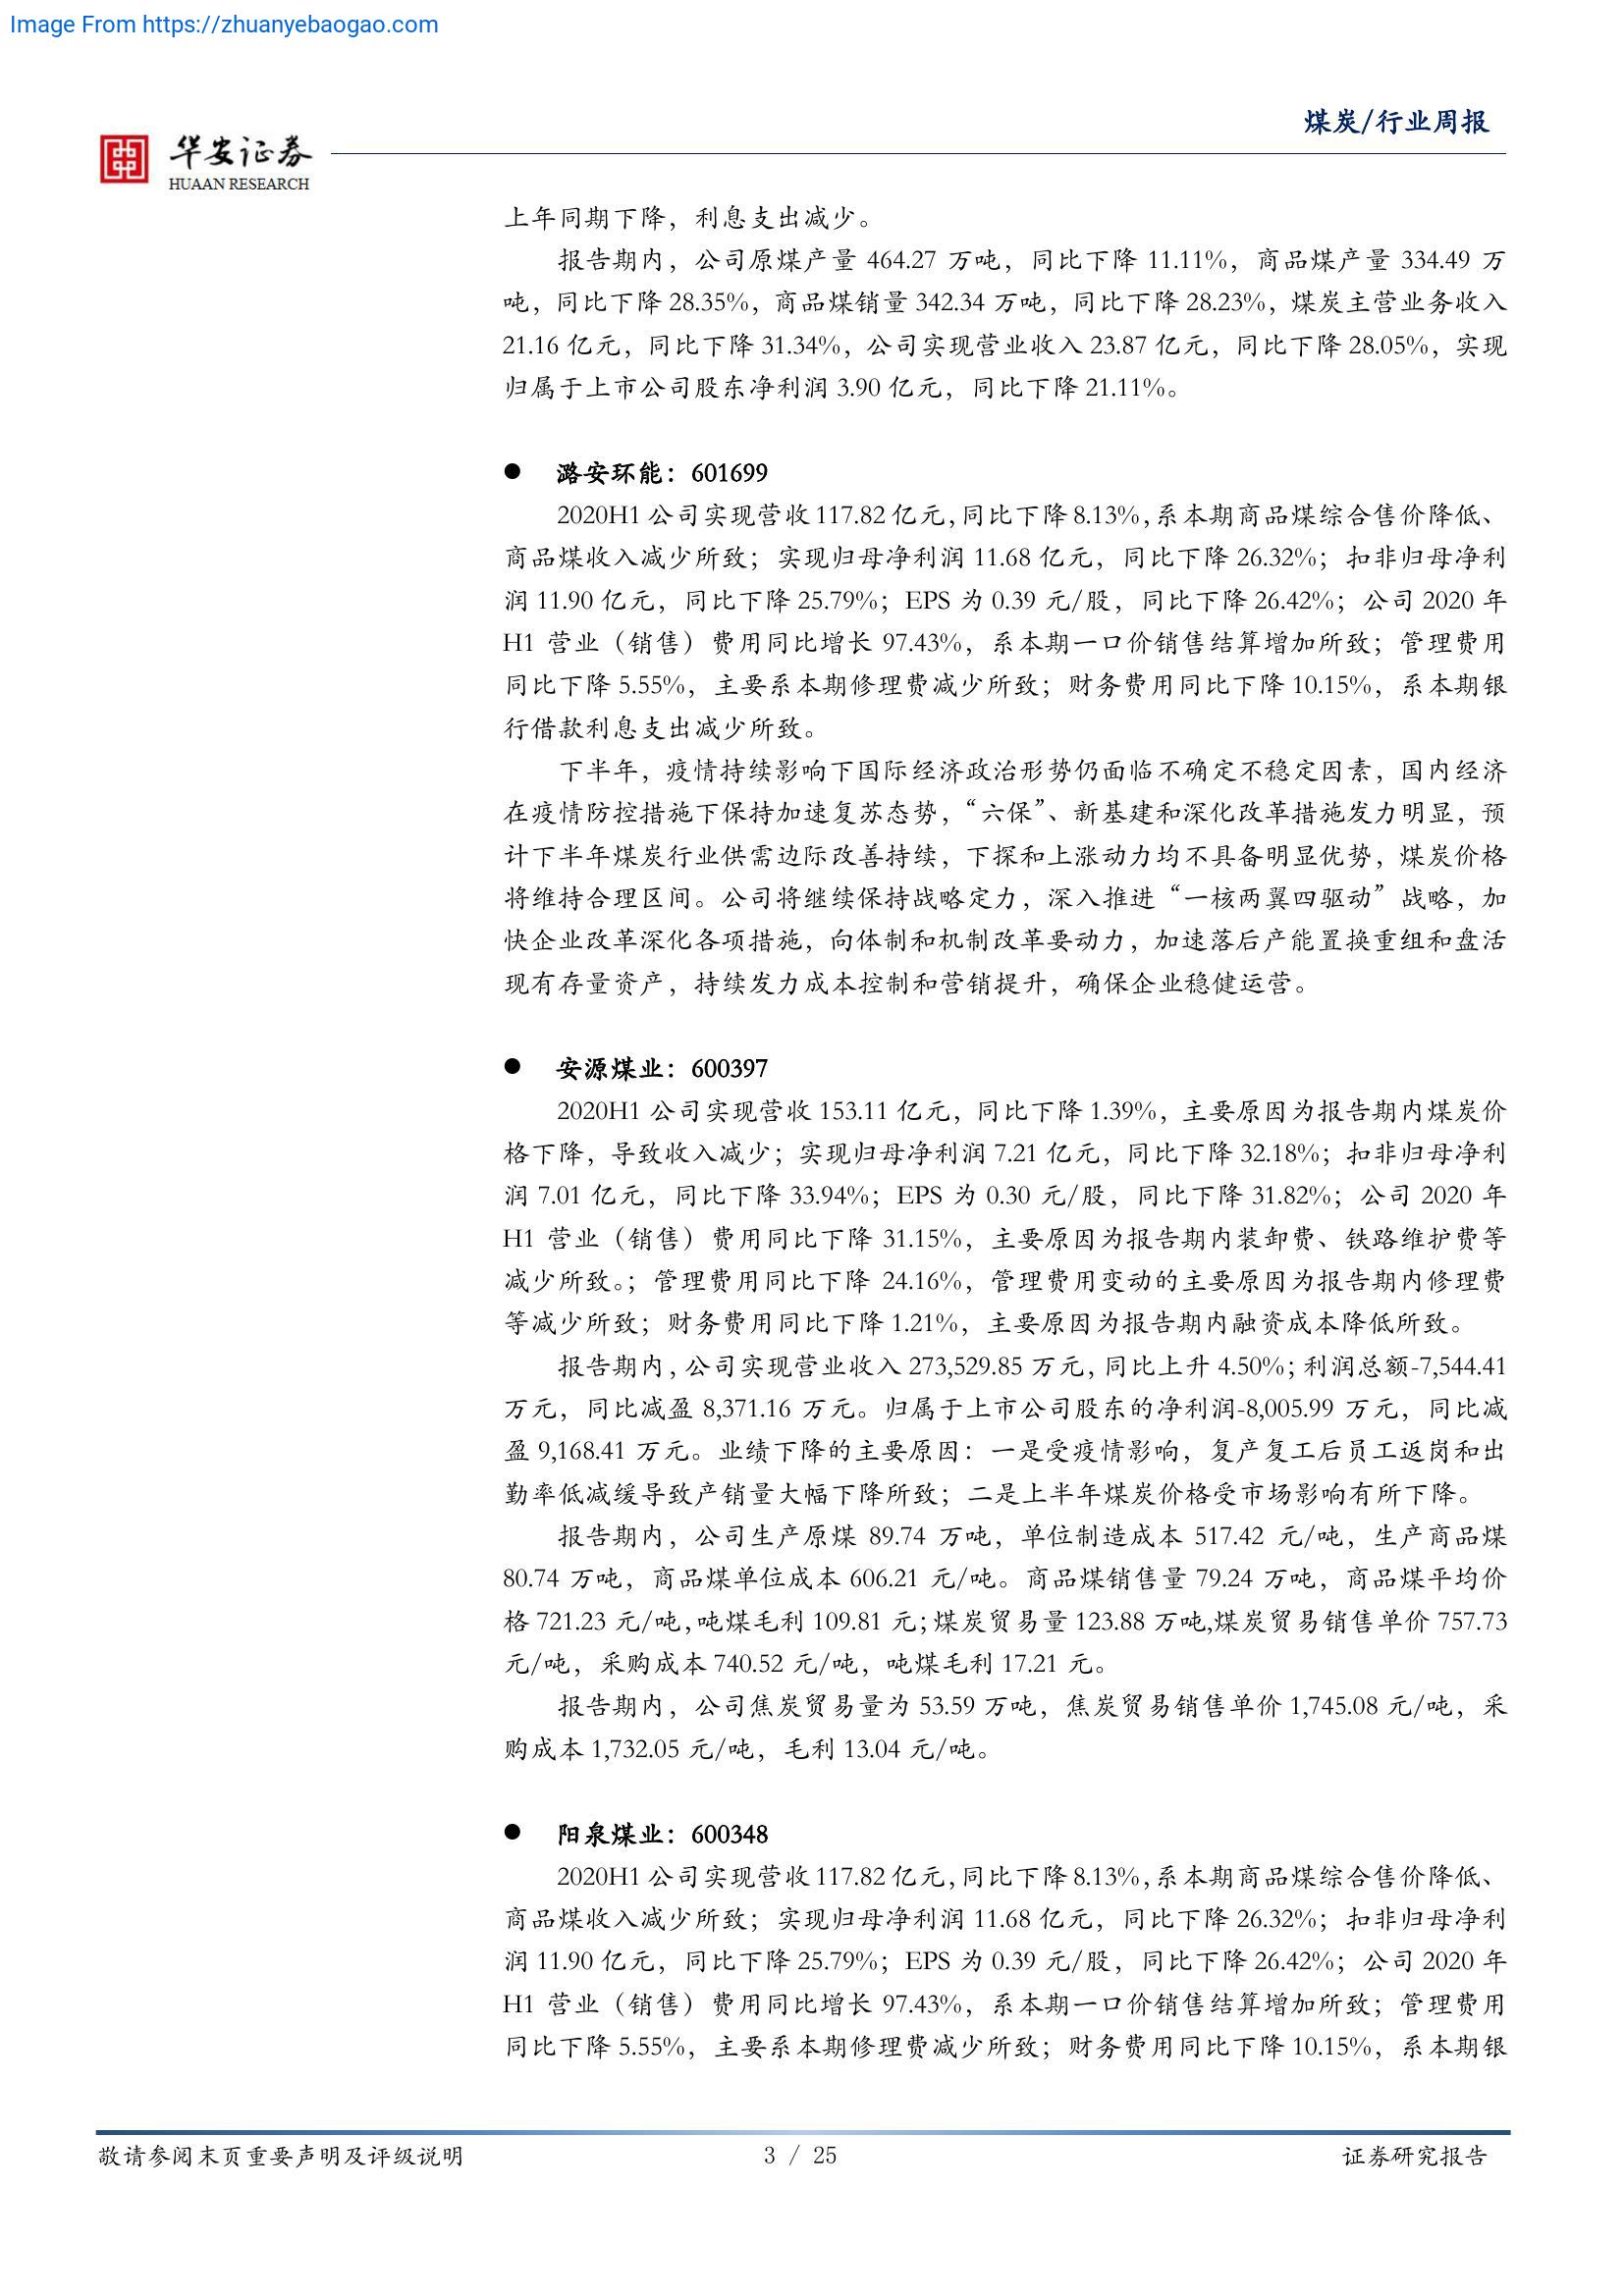 Image From https://zhuanyebaogao.com
煤炭/行业周报
华安证券
HUAAN RESEARCH
上年同期下降，利息支出减少。
报告期内，公司原煤产量 464.27 万吨，同比下降 11.11%，商品煤产量 334.49 万
吨，同比下降 28.35%，商品煤销量 342.34 万吨，同比下降 28.23%，煤炭主营业务收入
21.16 亿元，同比下降 31.34%，公司实现营业收入 23.87 亿元，同比下降 28.05%，实现
归属于上市公司股东净利润 3.90 亿元，同比下降 21.11%。
● 潞安环能：601699
2020H1 公司实现营收 117.82 亿元，同比下降 8.13%，系本期商品煤综合售价降低、
商品煤收入减少所致；实现归母净利润 11.68 亿元，同比下降 26.32%；扣非归母净利
润 11.90 亿元，同比下降 25.79%；EPS 为 0.39 元/股，同比下降 26.42%；公司 2020 年
H1 营业（销售）费用同比增长 97.43%，系本期一口价销售结算增加所致；管理费用
同比下降 5.55%，主要系本期修理费减少所致；财务费用同比下降 10.15%，系本期银
行借款利息支出减少所致。
下半年，疫情持续影响下国际经济政治形势仍面临不确定不稳定因素，国内经济
在疫情防控措施下保持加速复苏态势，“六保”、新基建和深化改革措施发力明显，预
计下半年煤炭行业供需边际改善持续，下探和上涨动力均不具备明显优势，煤炭价格
将维持合理区间。公司将继续保持战略定力，深入推进“一核两翼四驱动”战略，加
快企业改革深化各项措施，向体制和机制改革要动力，加速落后产能置换重组和盘活
现有存量资产，持续发力成本控制和营销提升，确保企业稳健运营。
● 安源煤业：600397
2020H1 公司实现营收 153.11 亿元，同比下降 1.39%，主要原因为报告期内煤炭价
格下降，导致收入减少；实现归母净利润 7.21 亿元，同比下降 32.18%；扣非归母净利
润 7.01 亿元，同比下降 33.94%；EPS 为 0.30 元/股，同比下降 31.82%；公司 2020 年
H1 营业（销售）费用同比下降 31.15%，主要原因为报告期内装卸费、铁路维护费等
减少所致。；管理费用同比下降 24.16%，管理费用变动的主要原因为报告期内修理费
等减少所致；财务费用同比下降 1.21%，主要原因为报告期内融资成本降低所致。
报告期内，公司实现营业收入 273,529.85 万元，同比上升 4.50%；利润总额-7,544.41
万元，同比减盈 8,371.16 万元。归属于上市公司股东的净利润-8,005.99 万元，同比减
盈 9,168.41 万元。业绩下降的主要原因：一是受疫情影响，复产复工后员工返岗和出
勤率低减缓导致产销量大幅下降所致；二是上半年煤炭价格受市场影响有所下降。
报告期内，公司生产原煤 89.74 万吨，单位制造成本 517.42 元/吨，生产商品煤
80.74 万吨，商品煤单位成本 606.21 元/吨。商品煤销售量 79.24 万吨，商品煤平均价
格 721.23 元/吨，吨煤毛利 109.81 元；煤炭贸易量 123.88 万吨,煤炭贸易销售单价 757.73
元/吨，采购成本 740.52 元/吨，吨煤毛利 17.21 元。
报告期内，公司焦炭贸易量为 53.59 万吨，焦炭贸易销售单价 1,745.08 元/吨，采
购成本 1,732.05 元/吨，毛利 13.04 元/吨。
● 阳泉煤业：600348
2020H1 公司实现营收 117.82 亿元，同比下降 8.13%，系本期商品煤综合售价降低、
商品煤收入减少所致；实现归母净利润 11.68 亿元，同比下降 26.32%；扣非归母净利
润 11.90 亿元，同比下降 25.79%；EPS 为 0.39 元/股，同比下降 26.42%；公司 2020 年
H1 营业（销售）费用同比增长 97.43%，系本期一口价销售结算增加所致；管理费用
同比下降 5.55%，主要系本期修理费减少所致；财务费用同比下降 10.15%，系本期银
敬请参阅末页重要声明及评级说明
3 / 25
证券研究报告